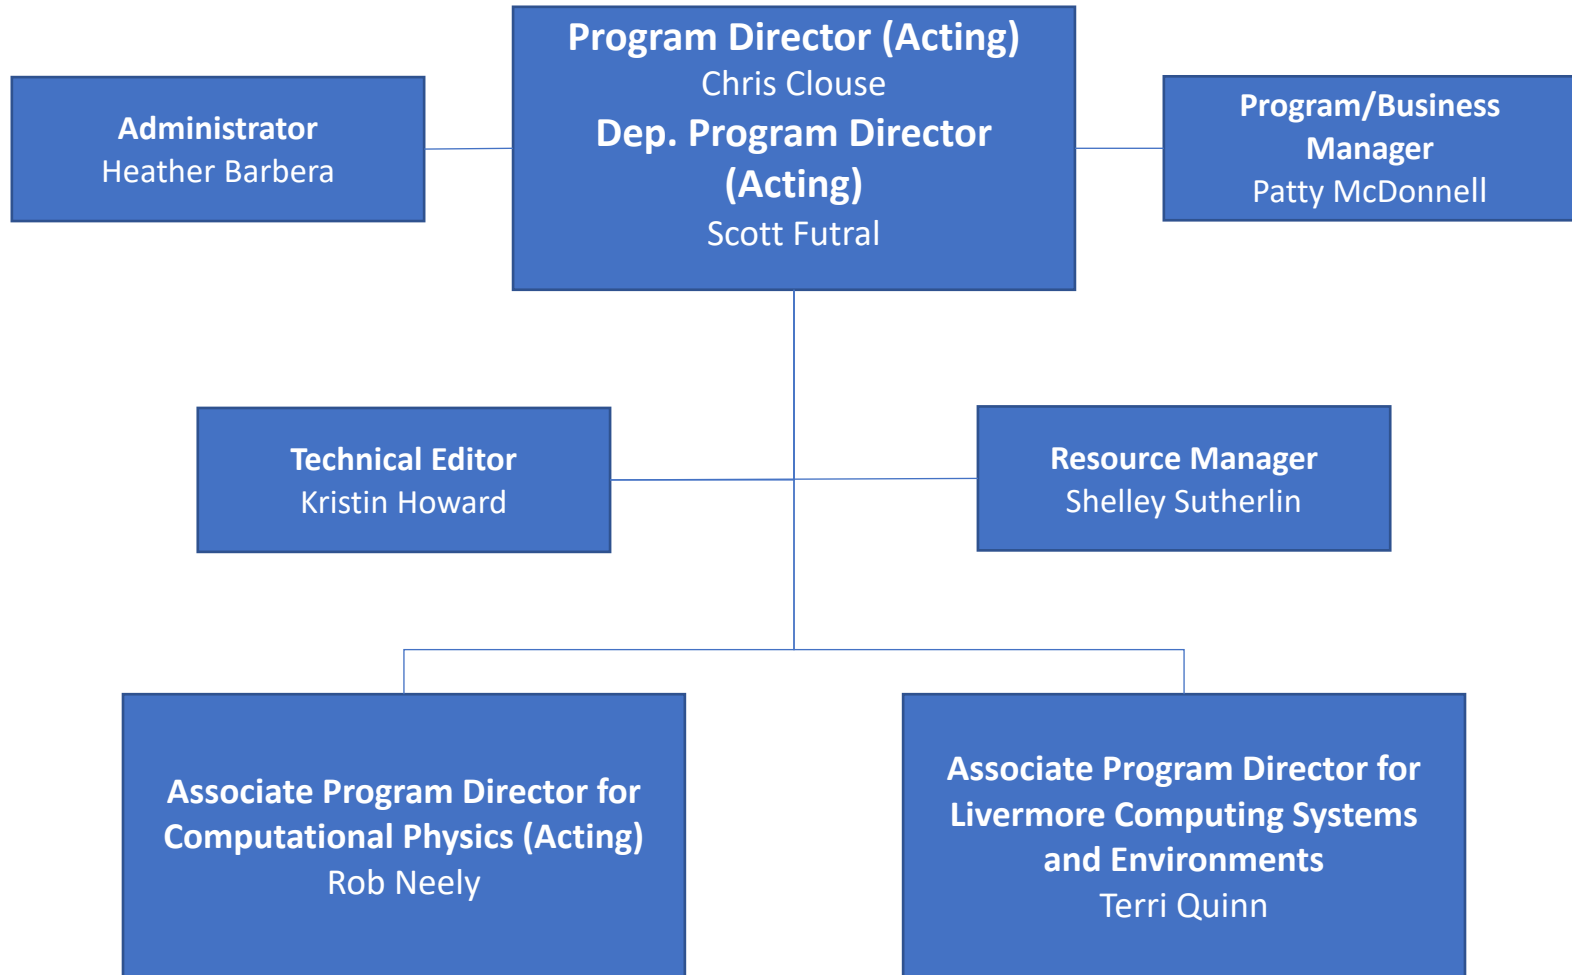 Program Director (Acting)
Chris Clouse
Dep. Program Director
(Acting)
Scott Futral
Administrator
Heather Barbera
Program/Business
Manager
Patty McDonnell
Technical Editor
Kristin Howard
Resource Manager
Shelley Sutherlin
Associate Program Director for
Computational Physics (Acting)
Rob Neely
Associate Program Director for
Livermore Computing Systems
and Environments
Terri Quinn